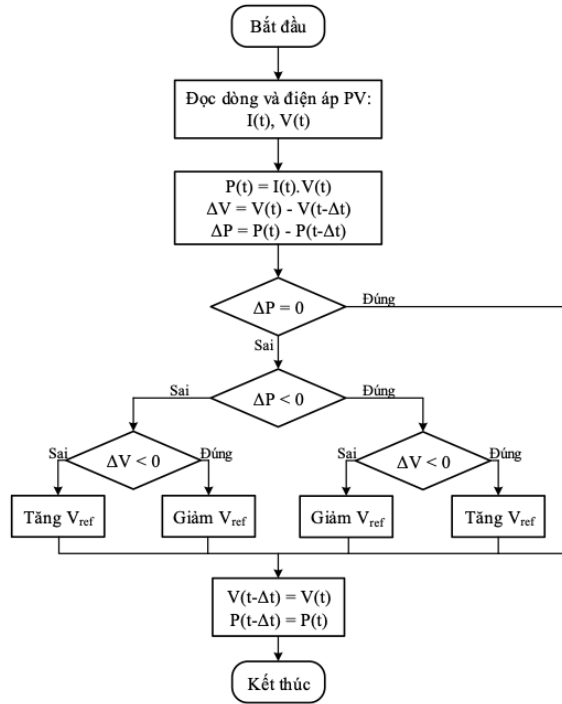 Bắt đầu
Đọc dòng và điện áp PV:
I(t), V(t)
P(t) = I(t).V(t)
ΔV = V(t) - V(t-Δt)
ΔP = P(t) - P(t-Δt)
ΔP = 0
Đúng
Sai
ΔP < 0
Sai
Đúng
ΔV < 0
Sai
Đúng
ΔV < 0
Sai
Đúng
Tăng Vref
Giảm Vref
Giảm Vref
Tăng Vref
V(t-Δt) = V(t)
P(t-Δt) = P(t)
Kết thúc